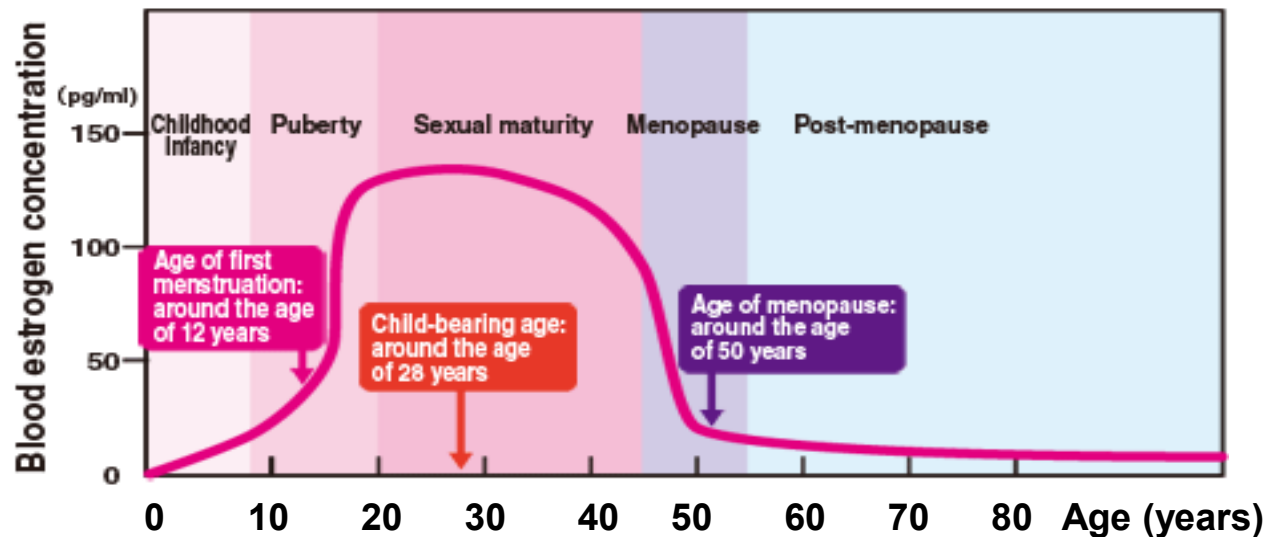 Blood estrogen concentration
(pg/ml)
150
100
50
0
Childhood
Infancy
Puberty
Sexual maturity
Menopause
Post-menopause
Age of first
menstruation:
around the age
of 12 years
Child-bearing age:
around the age
of 28 years
Age of menopause:
around the age
of 50 years
0 10 20 30 40 50 60 70 80 Age (years)